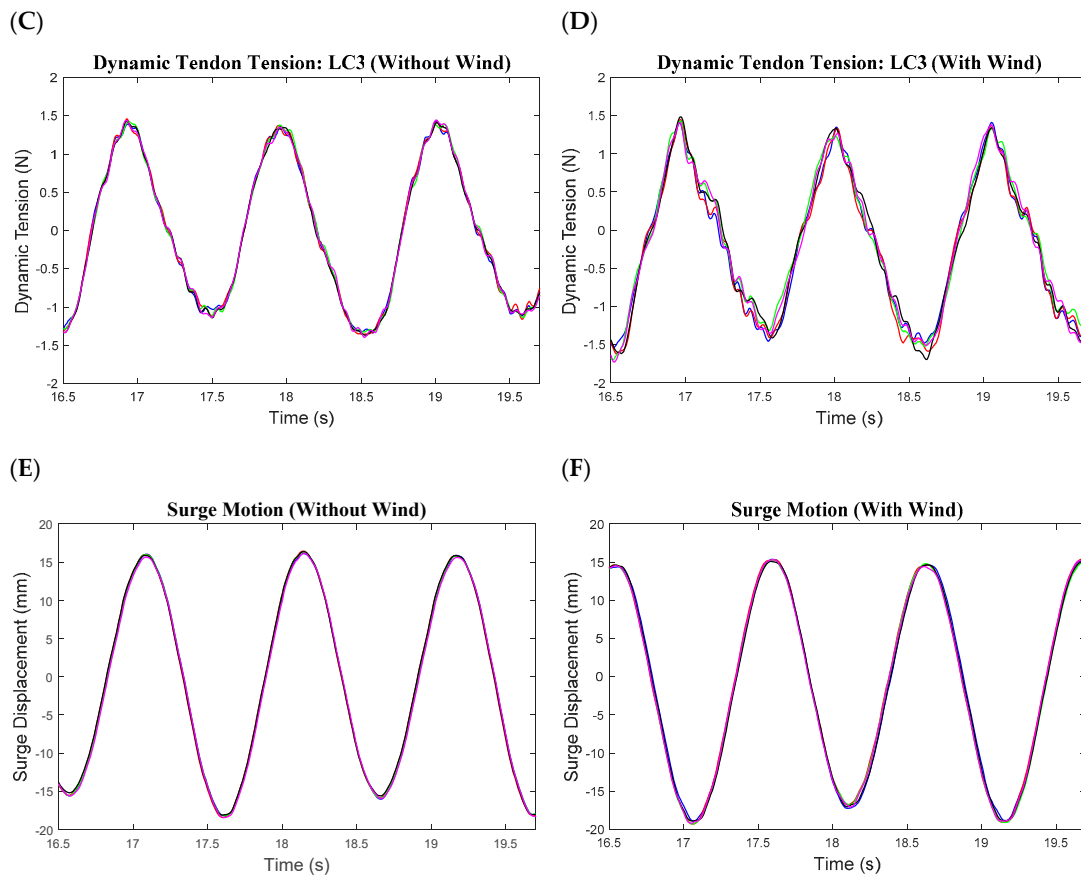 (C)
Dynamic Tendon Tension: LC3 (Without Wind)
2
1.5
1
0.5
0
-0.5
-1
-1.5
-2
Dynamic Tension (N)
16.5 17 17.5 18 18.5 19 19.5
Time (s)
(D)
Dynamic Tendon Tension: LC3 (With Wind)
2
1.5
1
0.5
0
-0.5
-1
-1.5
-2
Dynamic Tension (N)
16.5 17 17.5 18 18.5 19 19.5
Time (s)
(E)
Surge Motion (Without Wind)
20
15
10
5
0
-5
-10
-15
-20
Surge Displacement (mm)
16.5 17 17.5 18 18.5 19 19.5
Time (s)
(F)
Surge Motion (With Wind)
20
15
10
5
0
-5
-10
-15
-20
Surge Displacement (mm)
16.5 17 17.5 18 18.5 19 19.5
Time (s)